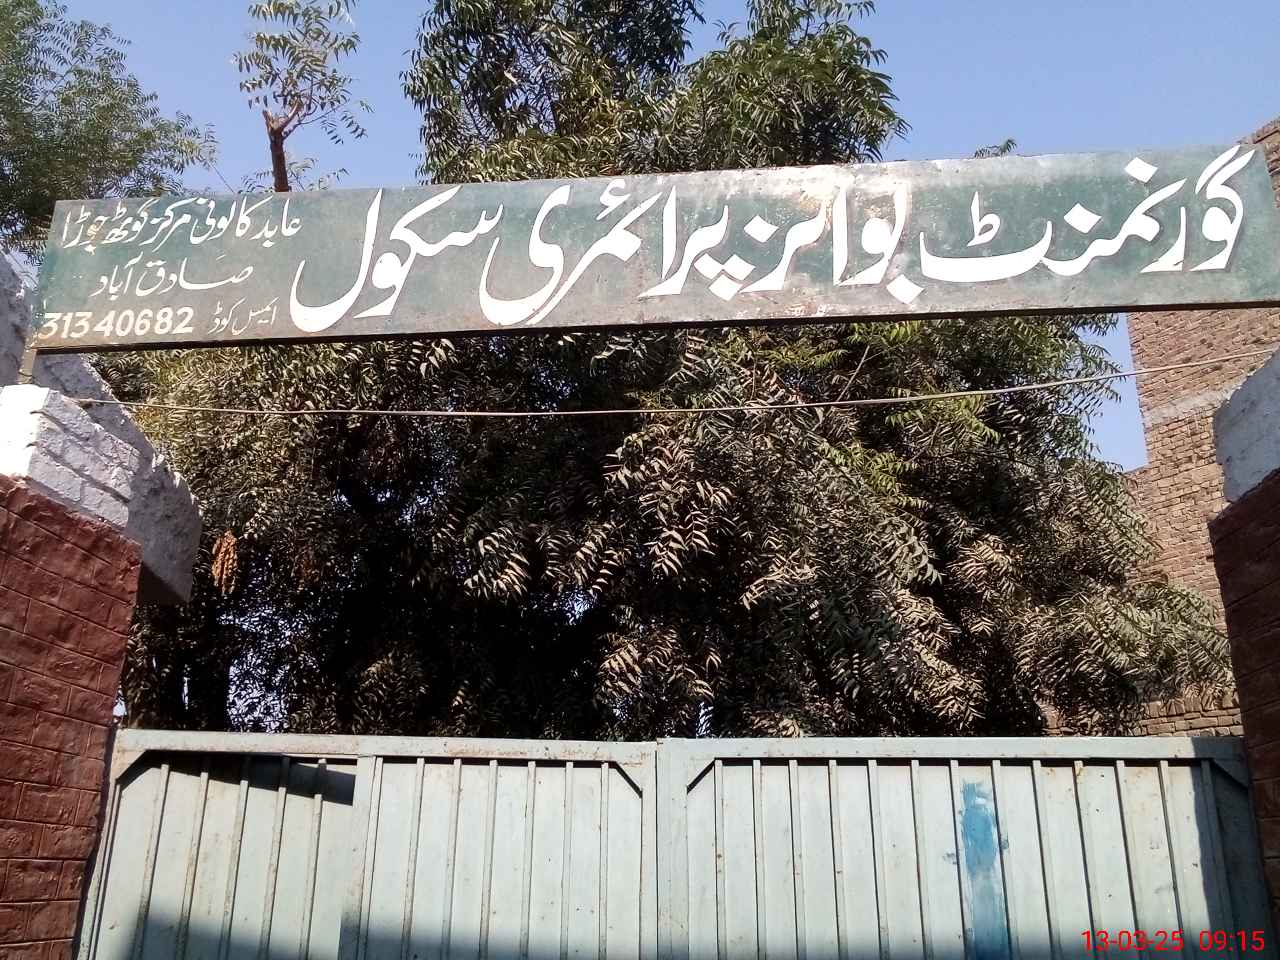 گورنمنٹ بوائز پرائمری سکول
عابد کالونی مرکز گوٹھ چوڑا
صادق آباد
ایمس کوڈ 31340682
13-03-25 09:15